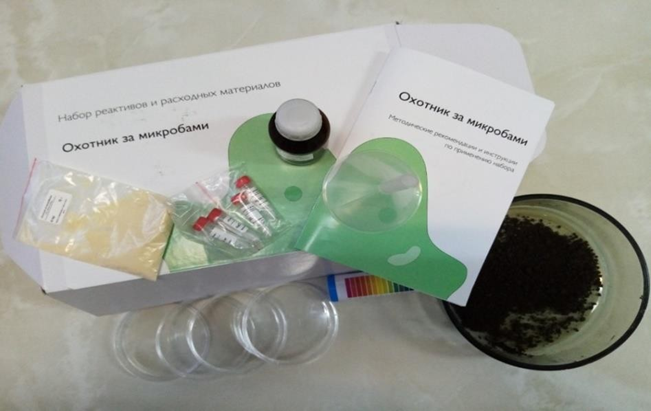 Набор реактивов и расходных материалов
Охотник за микробами
Охотник за микробами
Методические рекомендации и инструкции
по применению набора